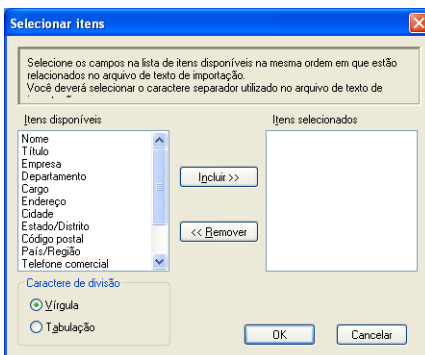 Selecionar itens
Selecione os campos na lista de itens disponíveis na mesma ordem em que estão
relacionados no arquivo de texto de importação.
Você deverá selecionar o caractere separador utilizado no arquivo de texto de
Itens disponíveis
Itens selecionados
Nome
Título
Empresa
Departamento
Cargo
Endereço
Cidade
Estado/Distrito
Código postal
País/Região
Telefone comercial
Incluir >>
<< Remover
Caractere de divisão
Vírgula
Tabulação
OK
Cancelar